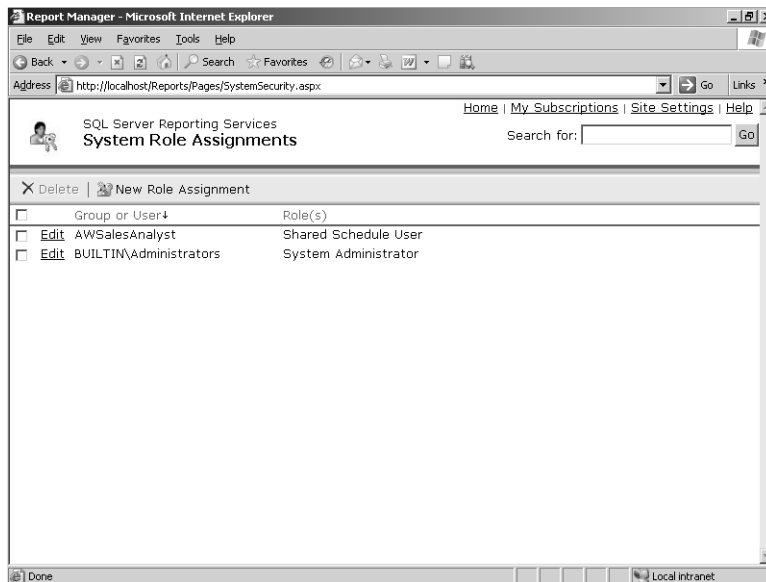 Report Manager - Microsoft Internet Explorer
File Edit View Favorites Tools Help
Back Search Favorites
Address http://localhost/Reports/Pages/SystemSecurity.aspx Go Links »
Home | My Subscriptions | Site Settings | Help
SQL Server Reporting Services
System Role Assignments
Search for: Go
Delete | New Role Assignment
Group or User↓ Role(s)
Edit AWSalesAnalyst Shared Schedule User
Edit BUILTIN\Administrators System Administrator
Done Local intranet